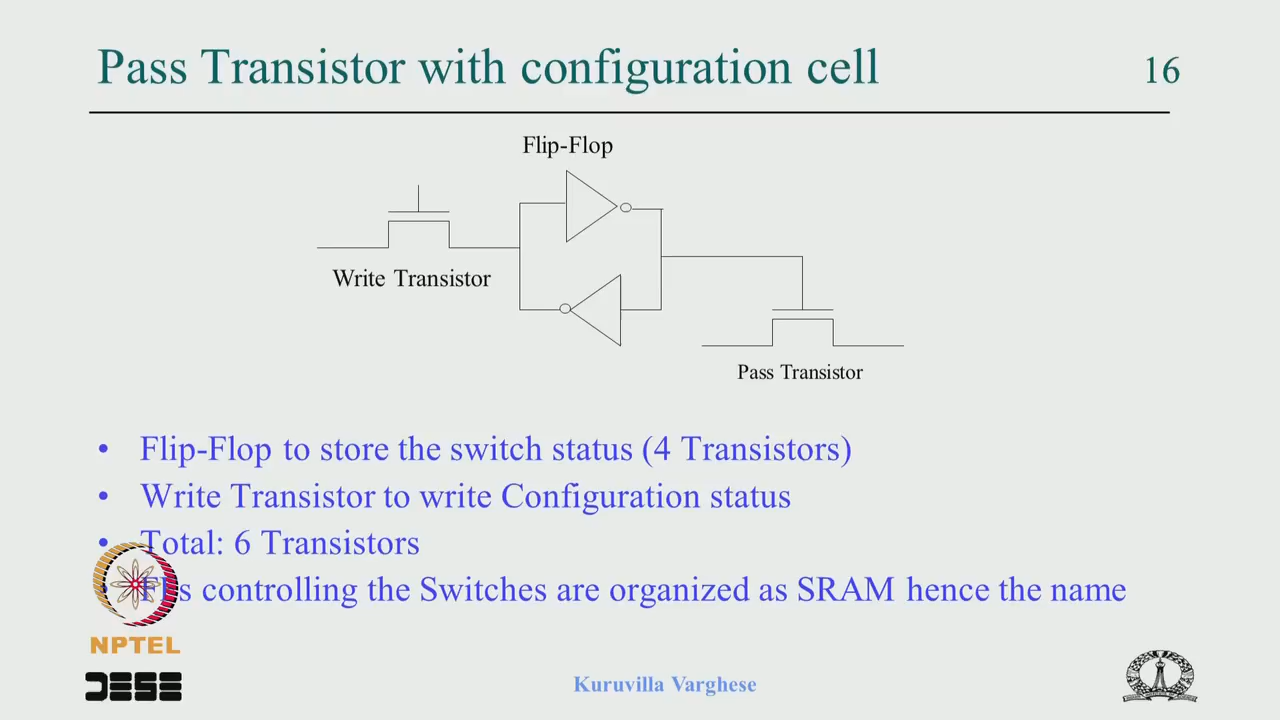 Pass Transistor with configuration cell
16
Flip-Flop
Write Transistor
Pass Transistor
• Flip-Flop to store the switch status (4 Transistors)
• Write Transistor to write Configuration status
• Total: 6 Transistors
controlling the Switches are organized as SRAM hence the name
NPTEL
DESE
Kuruvilla Varghese